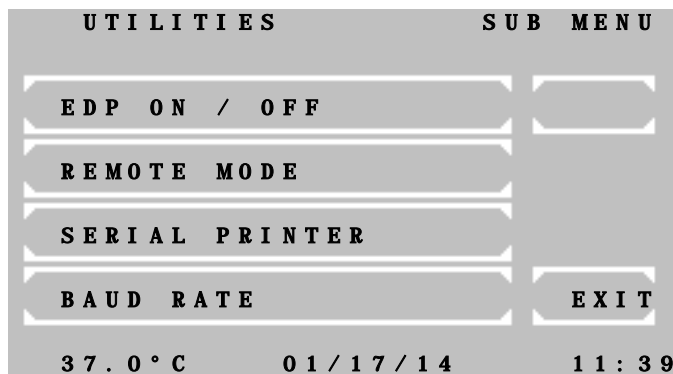 UTILITIES SUB MENU
EDP ON / OFF
REMOTE MODE
SERIAL PRINTER
BAUD RATE EXIT
37.0°C 01/17/14 11:39